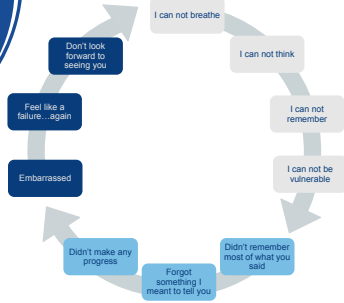 I can not breathe
I can not think
I can not
remember
I can not be
vulnerable
Didn't remember
most of what you
said
Forgot
something I
meant to tell you
Didn't make any
progress
Embarrassed
Feel like a
failure…again
Don't look
forward to
seeing you